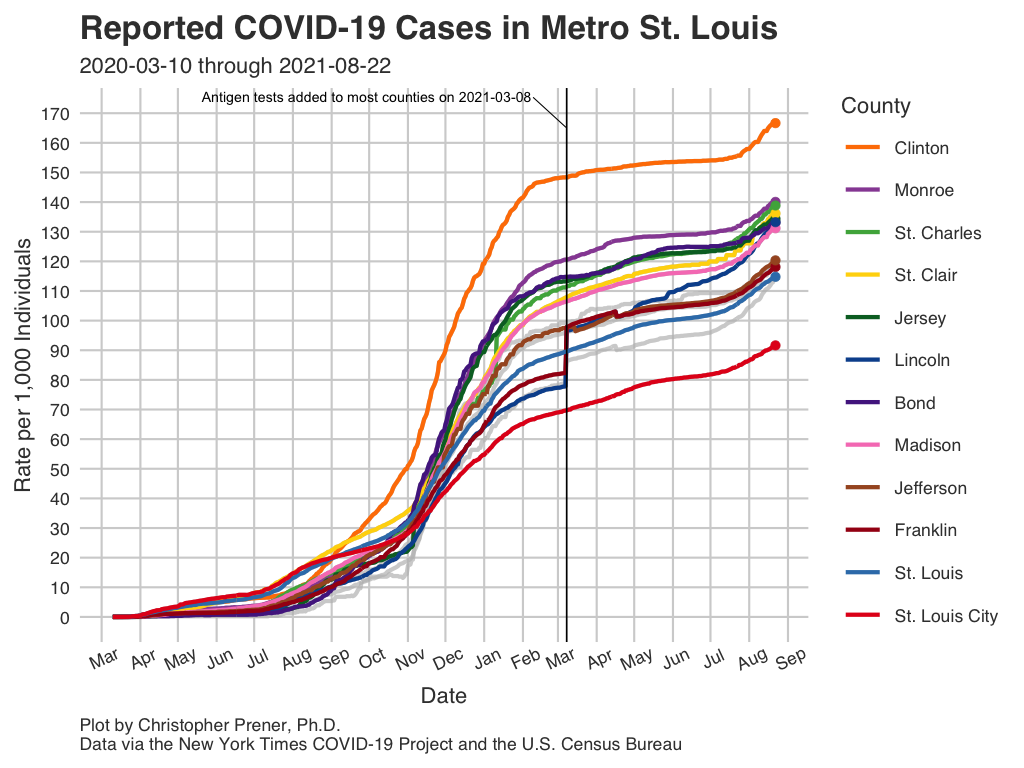 Reported COVID-19 Cases in Metro St. Louis
2020-03-10 through 2021-08-22
Antigen tests added to most counties on 2021-03-08
Rate per 1,000 Individuals
170
160
150
140
130
120
110
100
90
80
70
60
50
40
30
20
10
0
Mar Apr May Jun Jul Aug Sep Oct Nov Dec Jan Feb Mar Apr May Jun Jul Aug Sep
Date
County
Clinton
Monroe
St. Charles
St. Clair
Jersey
Lincoln
Bond
Madison
Jefferson
Franklin
St. Louis
St. Louis City
Plot by Christopher Prener, Ph.D.
Data via the New York Times COVID-19 Project and the U.S. Census Bureau